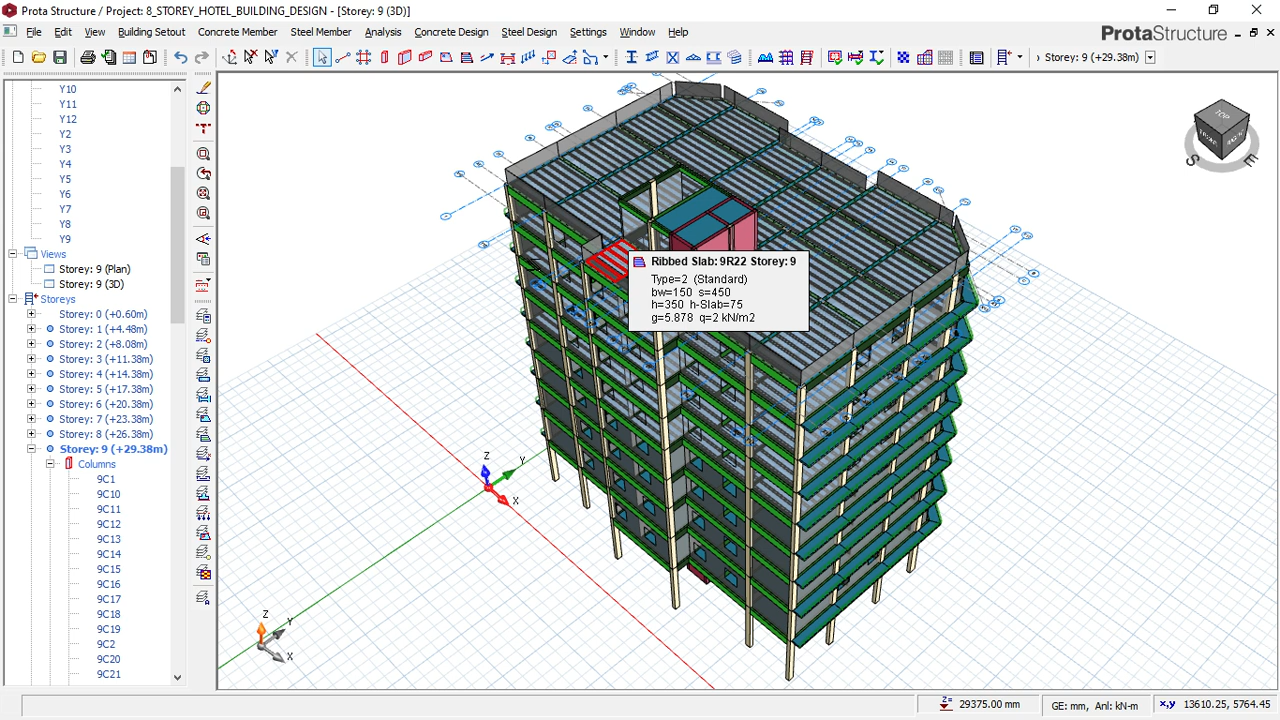 Prota Structure / Project: 8_STOREY_HOTEL_BUILDING_DESIGN - [Storey: 9 (3D)]
File Edit View Building Setout Concrete Member Steel Member Analysis Concrete Design Steel Design Settings Window Help
ProtaStructure
Storey: 9 (+29.38m)
Y10
Y11
Y12
Y2
Y3
Y4
Y5
Y6
Y7
Y8
Y9
Views
Storey: 9 (Plan)
Storey: 9 (3D)
Storeys
Storey: 0 (+0.60m)
Storey: 1 (+4.48m)
Storey: 2 (+8.08m)
Storey: 3 (+11.38m)
Storey: 4 (+14.38m)
Storey: 5 (+17.38m)
Storey: 6 (+20.38m)
Storey: 7 (+23.38m)
Storey: 8 (+26.38m)
Storey: 9 (+29.38m)
Columns
9C1
9C10
9C11
9C12
9C13
9C14
9C15
9C16
9C17
9C18
9C19
9C2
9C20
9C21
TOP
S
E
Ribbed Slab: 9R22 Storey: 9
Type=2 (Standard)
bw=150 s=450
h=350 h-Slab=75
g=5.878 q=2 kN/m2
Z
Y
X
Z
Y
X
Z= 29375.00 mm
GE: mm, Anl: kN-m
x,y 13610.25, 5764.45